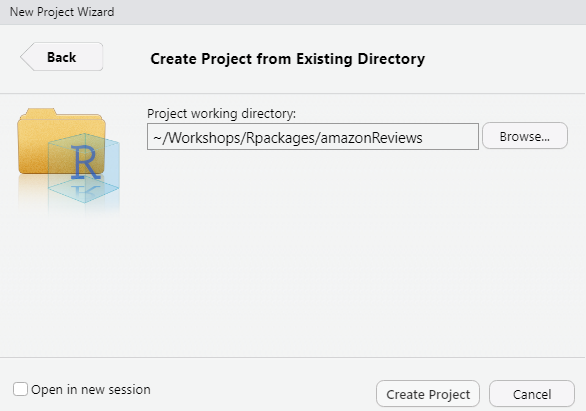 New Project Wizard
Back
Create Project from Existing Directory
Project working directory:
~/Workshops/Rpackages/amazonReviews
Browse...
R
Open in new session
Create Project
Cancel